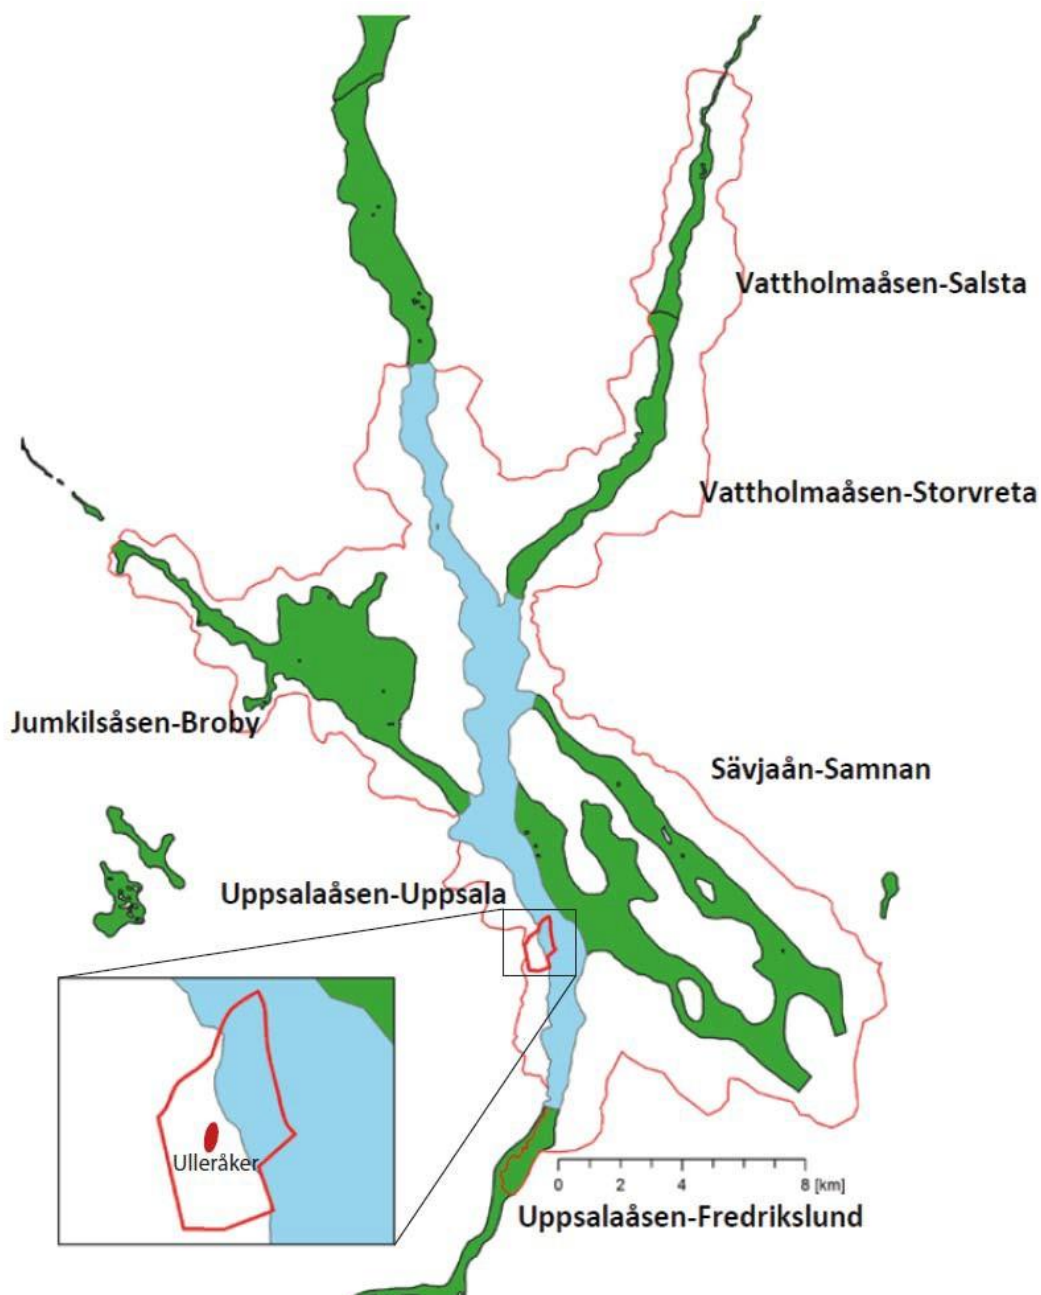 Vattholmaåsen-Salsta
Vattholmaåsen-Storvreta
Jumkilsåsen-Broby
Sävjaån-Samnan
Uppsalaåsen-Uppsala
Ulleråker
0 2 4 8 [km]
Uppsalaåsen-Fredrikslund